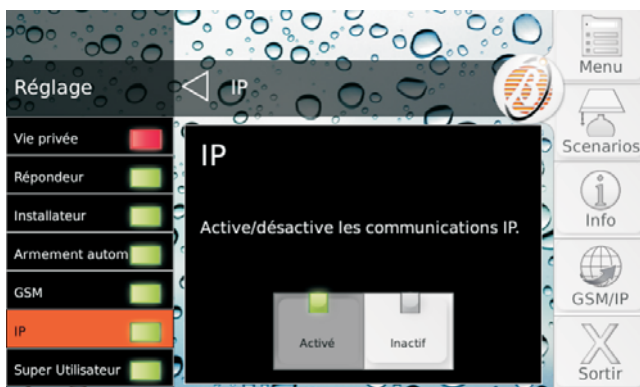 Réglage
IP
Vie privée
Répondeur
Installateur
Armement autom
GSM
IP
Super Utilisateur
IP
Active/désactive les communications IP.
Activé
Inactif
Menu
Scenarios
Info
GSM/IP
Sortir